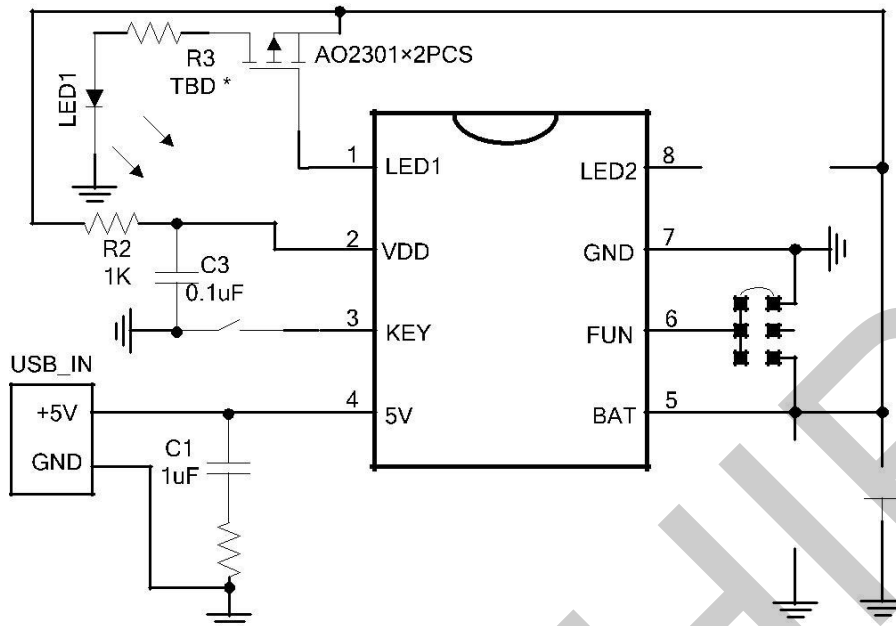 R3
TBD *
AO2301×2PCS
LED1
1
LED1
LED2
8
R2
1K
C3
0.1uF
2
VDD
GND
7
3
KEY
FUN
6
USB_IN
+5V
GND
4
5V
BAT
5
C1
1uF